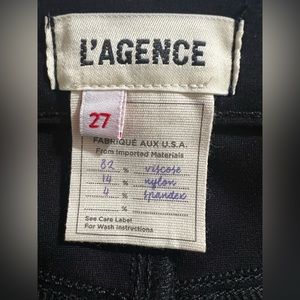 L'AGENCE
27
FABRIQUÉ AUX U.S.A.
From Imported Materials
82 % viscose
14 % nylon
4 % spandex
%
See Care Label
For Wash Instructions